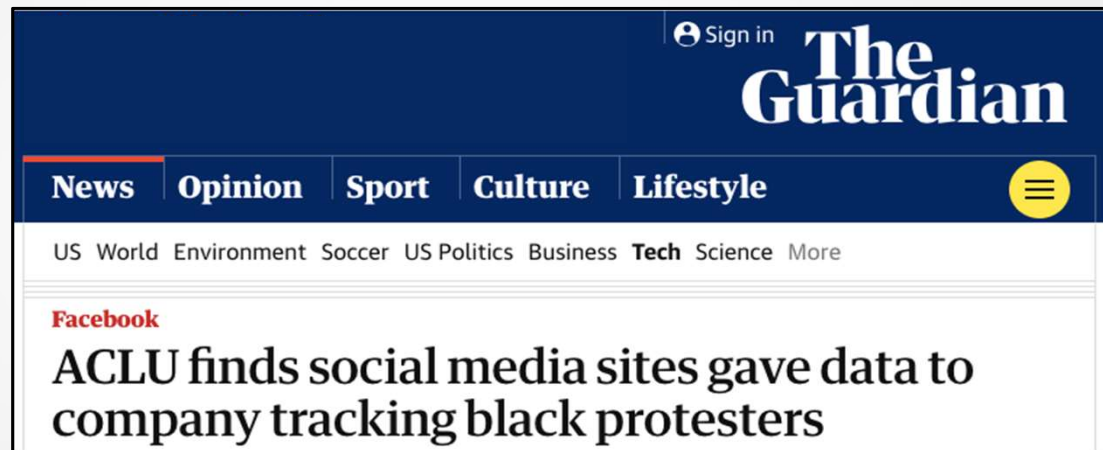 Sign in
The
Guardian
News Opinion Sport Culture Lifestyle
US World Environment Soccer US Politics Business Tech Science More
Facebook
ACLU finds social media sites gave data to
company tracking black protesters